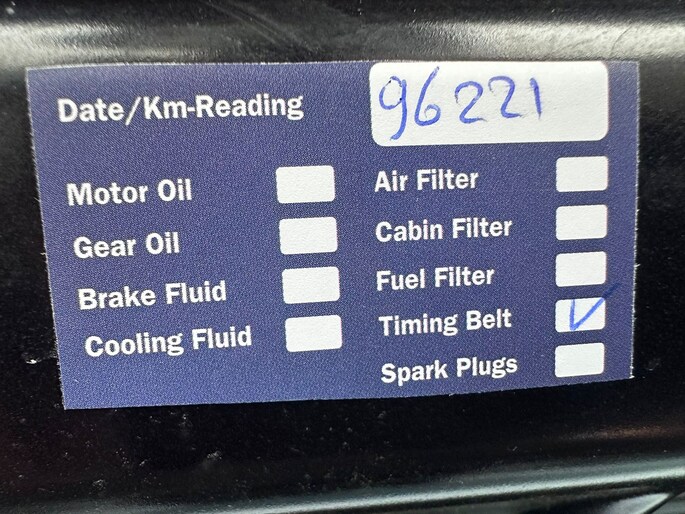 Date/Km-Reading 96221
Motor Oil
Gear Oil
Brake Fluid
Cooling Fluid
Air Filter
Cabin Filter
Fuel Filter
Timing Belt ✓
Spark Plugs